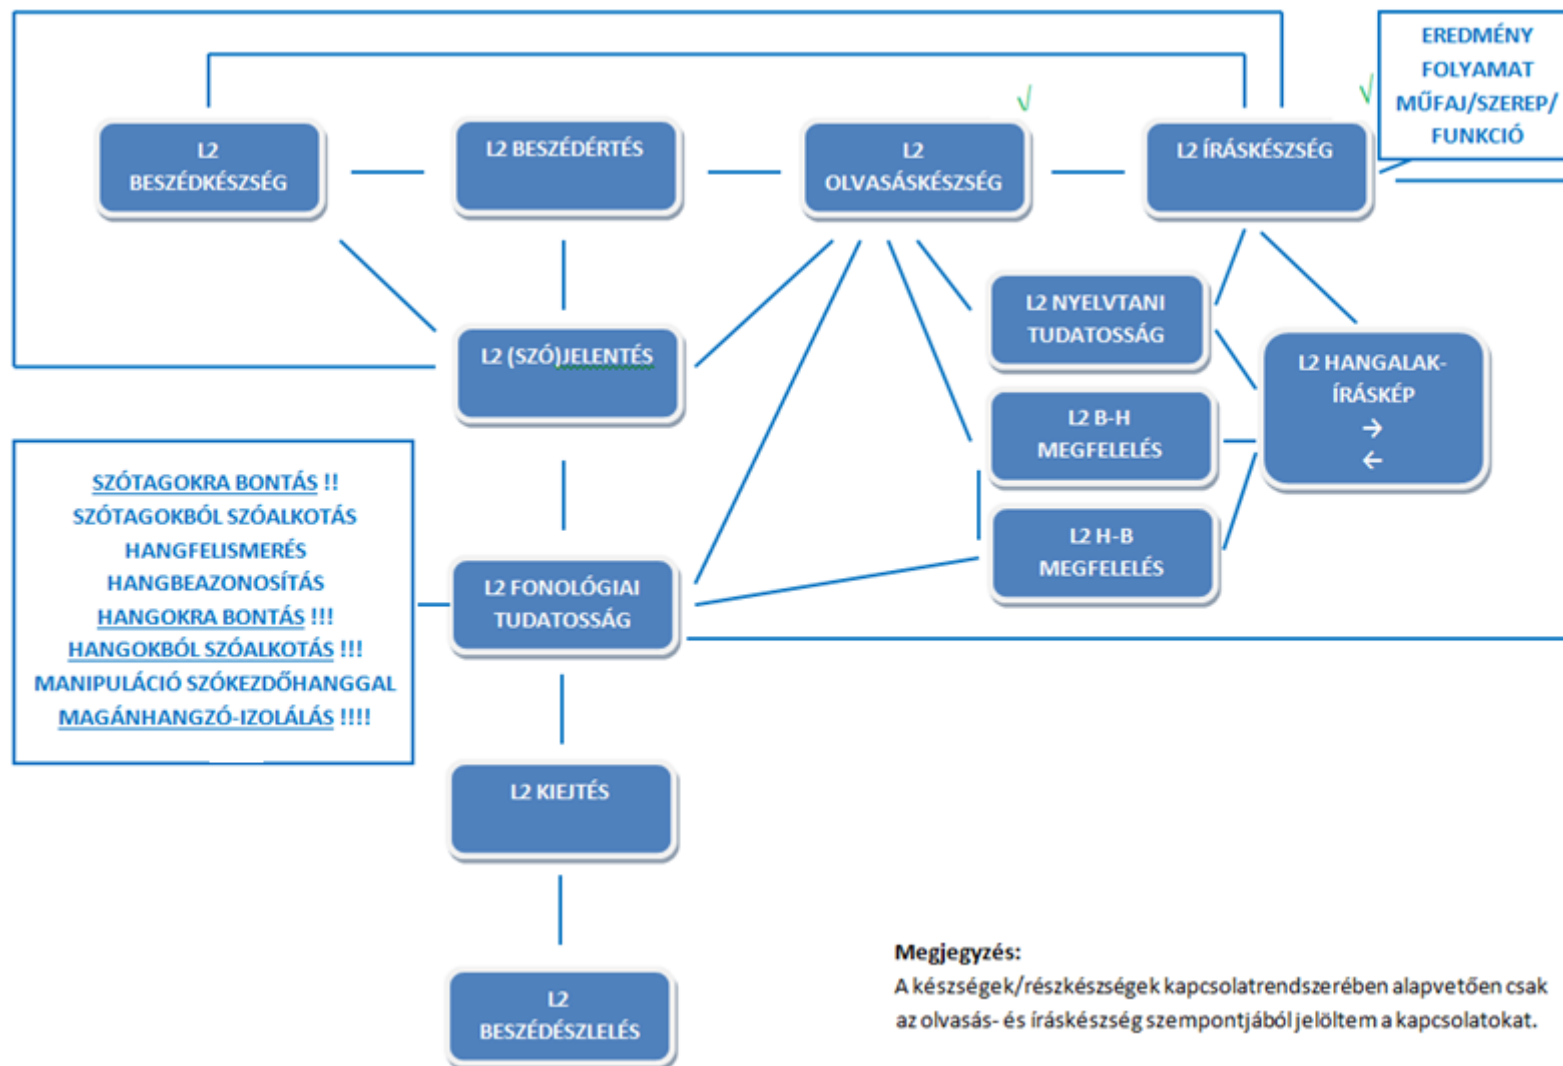 EREDMÉNY
FOLYAMAT
MŰFAJ/SZEREP/
FUNKCIÓ
√
√
L2
BESZÉDKÉSZSÉG
L2 BESZÉDÉRTÉS
L2
OLVASÁSKÉSZSÉG
L2 ÍRÁSKÉSZSÉG
L2 NYELVTANI
TUDATOSSÁG
L2 (SZÓ)JELENTÉS
L2 HANGALAK-
ÍRÁSKÉP
→
←
L2 B-H
MEGFELELÉS
L2 H-B
MEGFELELÉS
SZÓTAGOKRA BONTÁS !!
SZÓTAGOKBÓL SZÓALKOTÁS
HANGFELISMERÉS
HANGBEAZONOSÍTÁS
HANGOKRA BONTÁS !!!
HANGOKBÓL SZÓALKOTÁS !!!
MANIPULÁCIÓ SZÓKEZDŐHANGGAL
MAGÁNHANGZÓ-IZOLÁLÁS !!!!
L2 FONOLÓGIAI
TUDATOSSÁG
L2 KIEJTÉS
L2
BESZÉDÉSZLELÉS
Megjegyzés:
A készségek/részkészségek kapcsolatrendszerében alapvetően csak
az olvasás- és íráskészség szempontjából jelöltem a kapcsolatokat.